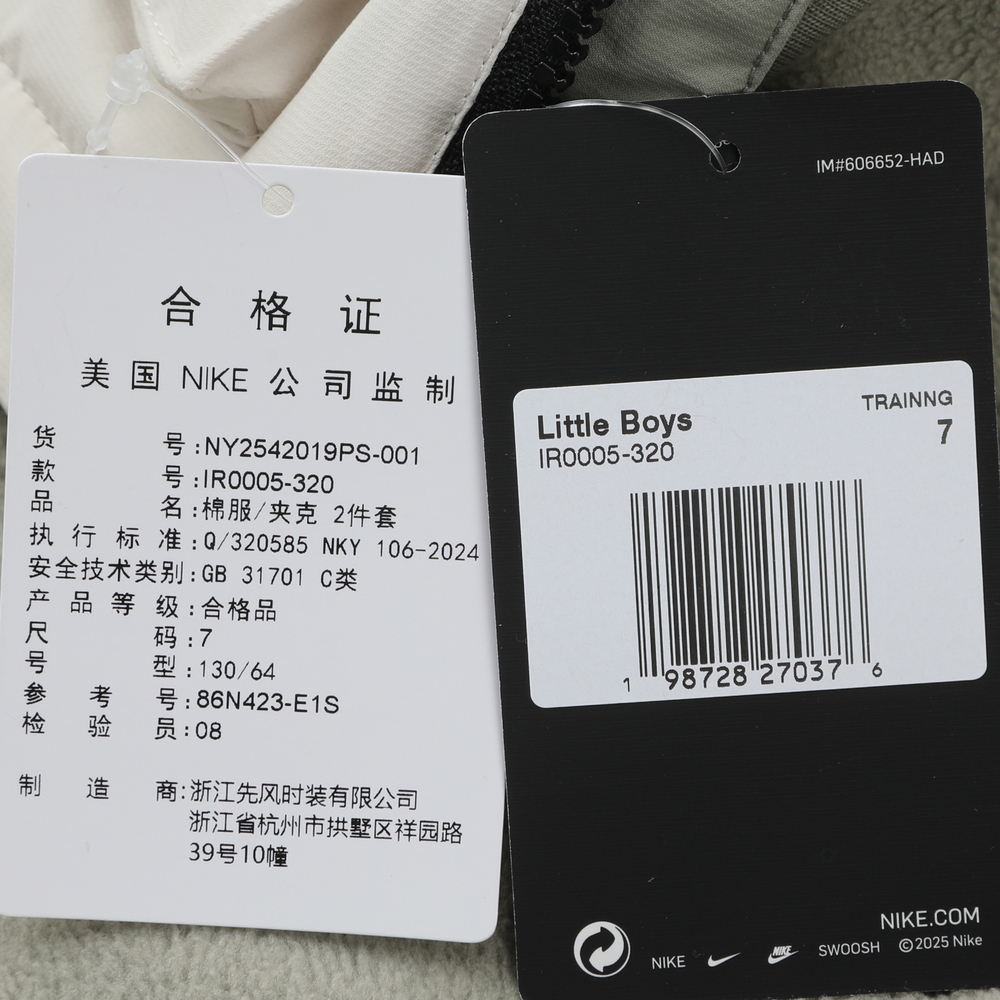 合格证
美国 NIKE 公司监制
货号:NY2542019PS-001
款号:IR0005-320
品名:棉服/夹克 2件套
执行标准:Q/320585 NKY 106-2024
安全技术类别:GB 31701 C类
产品等级:合格品
尺码:7
号型:130/64
参考号:86N423-E1S
检验员:08
制造商:浙江先风时装有限公司
浙江省杭州市拱墅区祥园路
39号10幢
IM#606652-HAD
Little Boys
TRAINNG
IR0005-320
7
1 98728 27037 6
NIKE.COM
NIKE NIKE SWOOSH ©2025 Nike